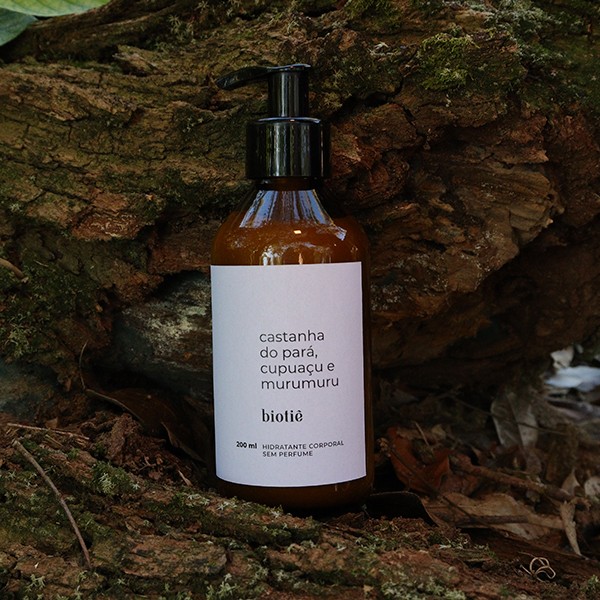 castanha
do pará,
cupuaçu e
murumuru
biotiê
200 ml HIDRATANTE CORPORAL
SEM PERFUME